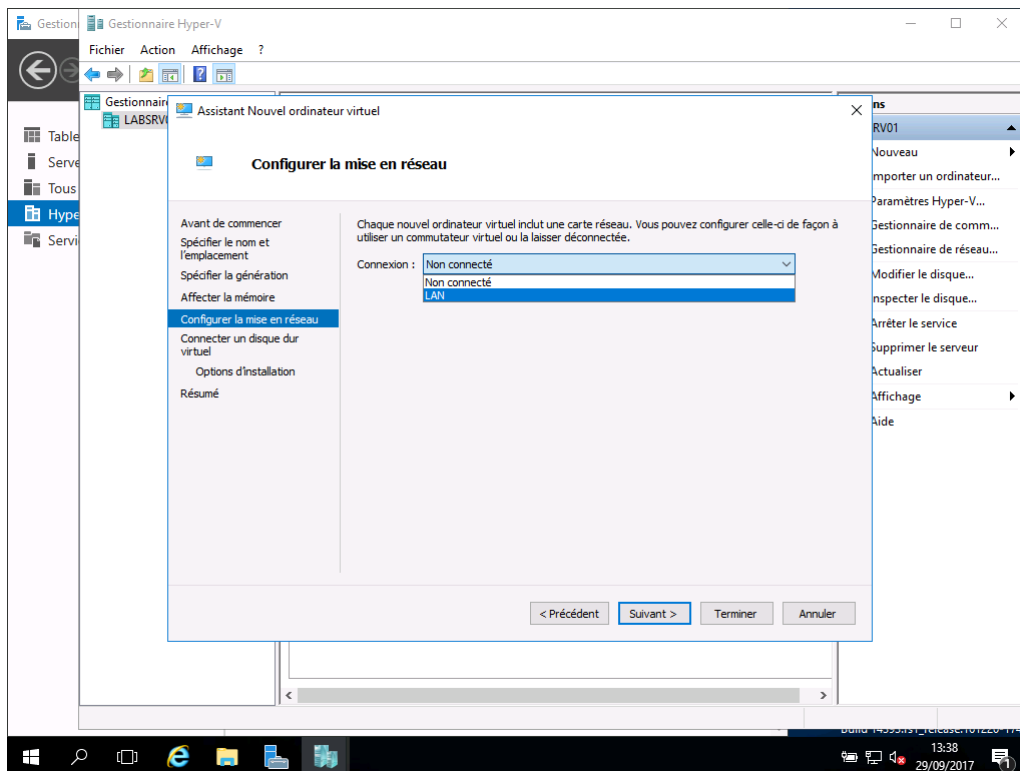 Gestion
Gestionnaire Hyper-V
Fichier Action Affichage ?
Gestionnair
LABSRV
Table
Serve
Tous
Hype
Servi
Assistant Nouvel ordinateur virtuel
Configurer la mise en réseau
Avant de commencer
Spécifier le nom et
l'emplacement
Spécifier la génération
Affecter la mémoire
Configurer la mise en réseau
Connecter un disque dur
virtuel
Options d'installation
Résumé
Chaque nouvel ordinateur virtuel inclut une carte réseau. Vous pouvez configurer celle-ci de façon à
utiliser un commutateur virtuel ou la laisser déconnectée.
Connexion : Non connecté
Non connecté
LAN
< Précédent Suivant > Terminer Annuler
ns
RV01
Nouveau
mporter un ordinateur...
Paramètres Hyper-V...
Gestionnaire de comm...
Gestionnaire de réseau...
Modifier le disque...
nspecter le disque...
Arrêter le service
Supprimer le serveur
Actualiser
Affichage
Aide
13:38
29/09/2017
1